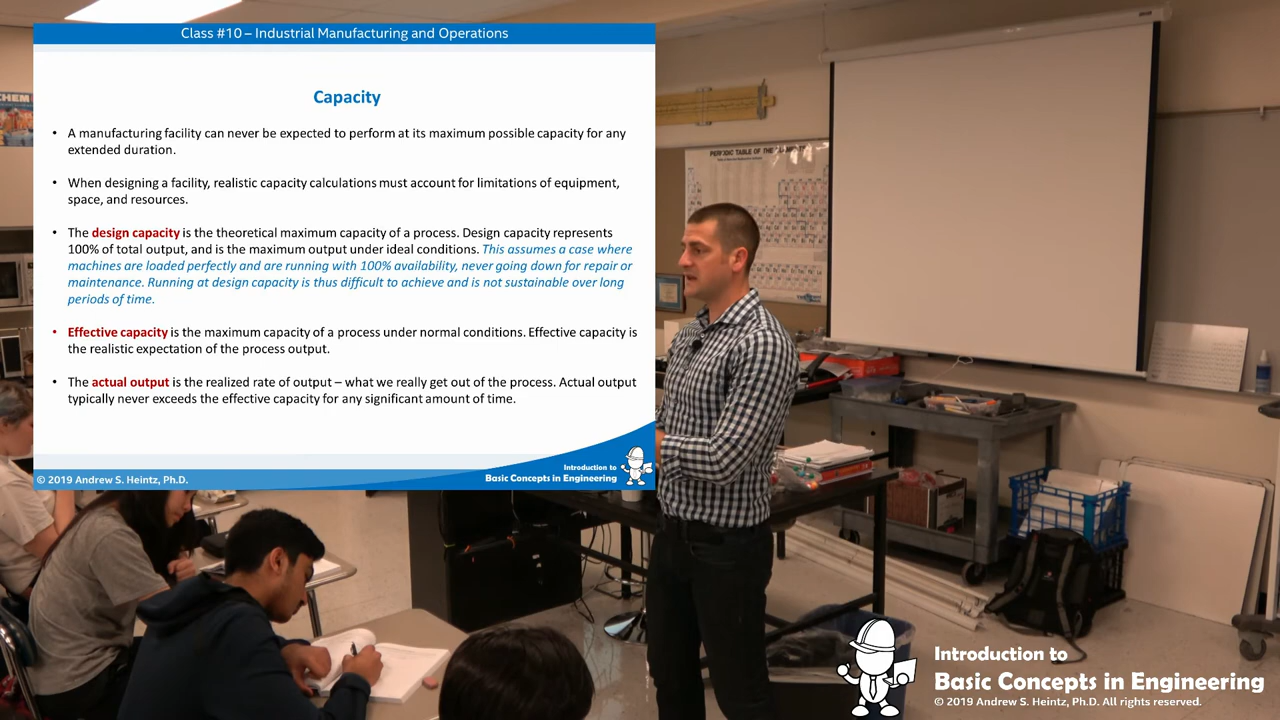 Class #10 – Industrial Manufacturing and Operations
Capacity
• A manufacturing facility can never be expected to perform at its maximum possible capacity for any
extended duration.
• When designing a facility, realistic capacity calculations must account for limitations of equipment,
space, and resources.
• The design capacity is the theoretical maximum capacity of a process. Design capacity represents
100% of total output, and is the maximum output under ideal conditions. This assumes a case where
machines are loaded perfectly and are running with 100% availability, never going down for repair or
maintenance. Running at design capacity is thus difficult to achieve and is not sustainable over long
periods of time.
• Effective capacity is the maximum capacity of a process under normal conditions. Effective capacity is
the realistic expectation of the process output.
• The actual output is the realized rate of output – what we really get out of the process. Actual output
typically never exceeds the effective capacity for any significant amount of time.
Introduction to
Basic Concepts in Engineering
© 2019 Andrew S. Heintz, Ph.D.
CHEM
PERIODIC TABLE OF THE
Introduction to
Basic Concepts in Engineering
© 2019 Andrew S. Heintz, Ph.D. All rights reserved.